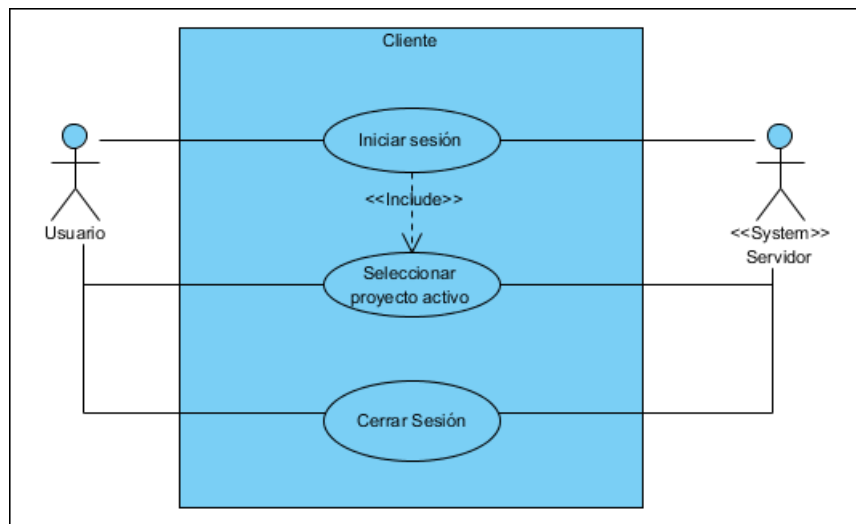 Cliente
Iniciar sesión
<<Include>>
Usuario
<<System>>
Servidor
Seleccionar
proyecto activo
Cerrar Sesión